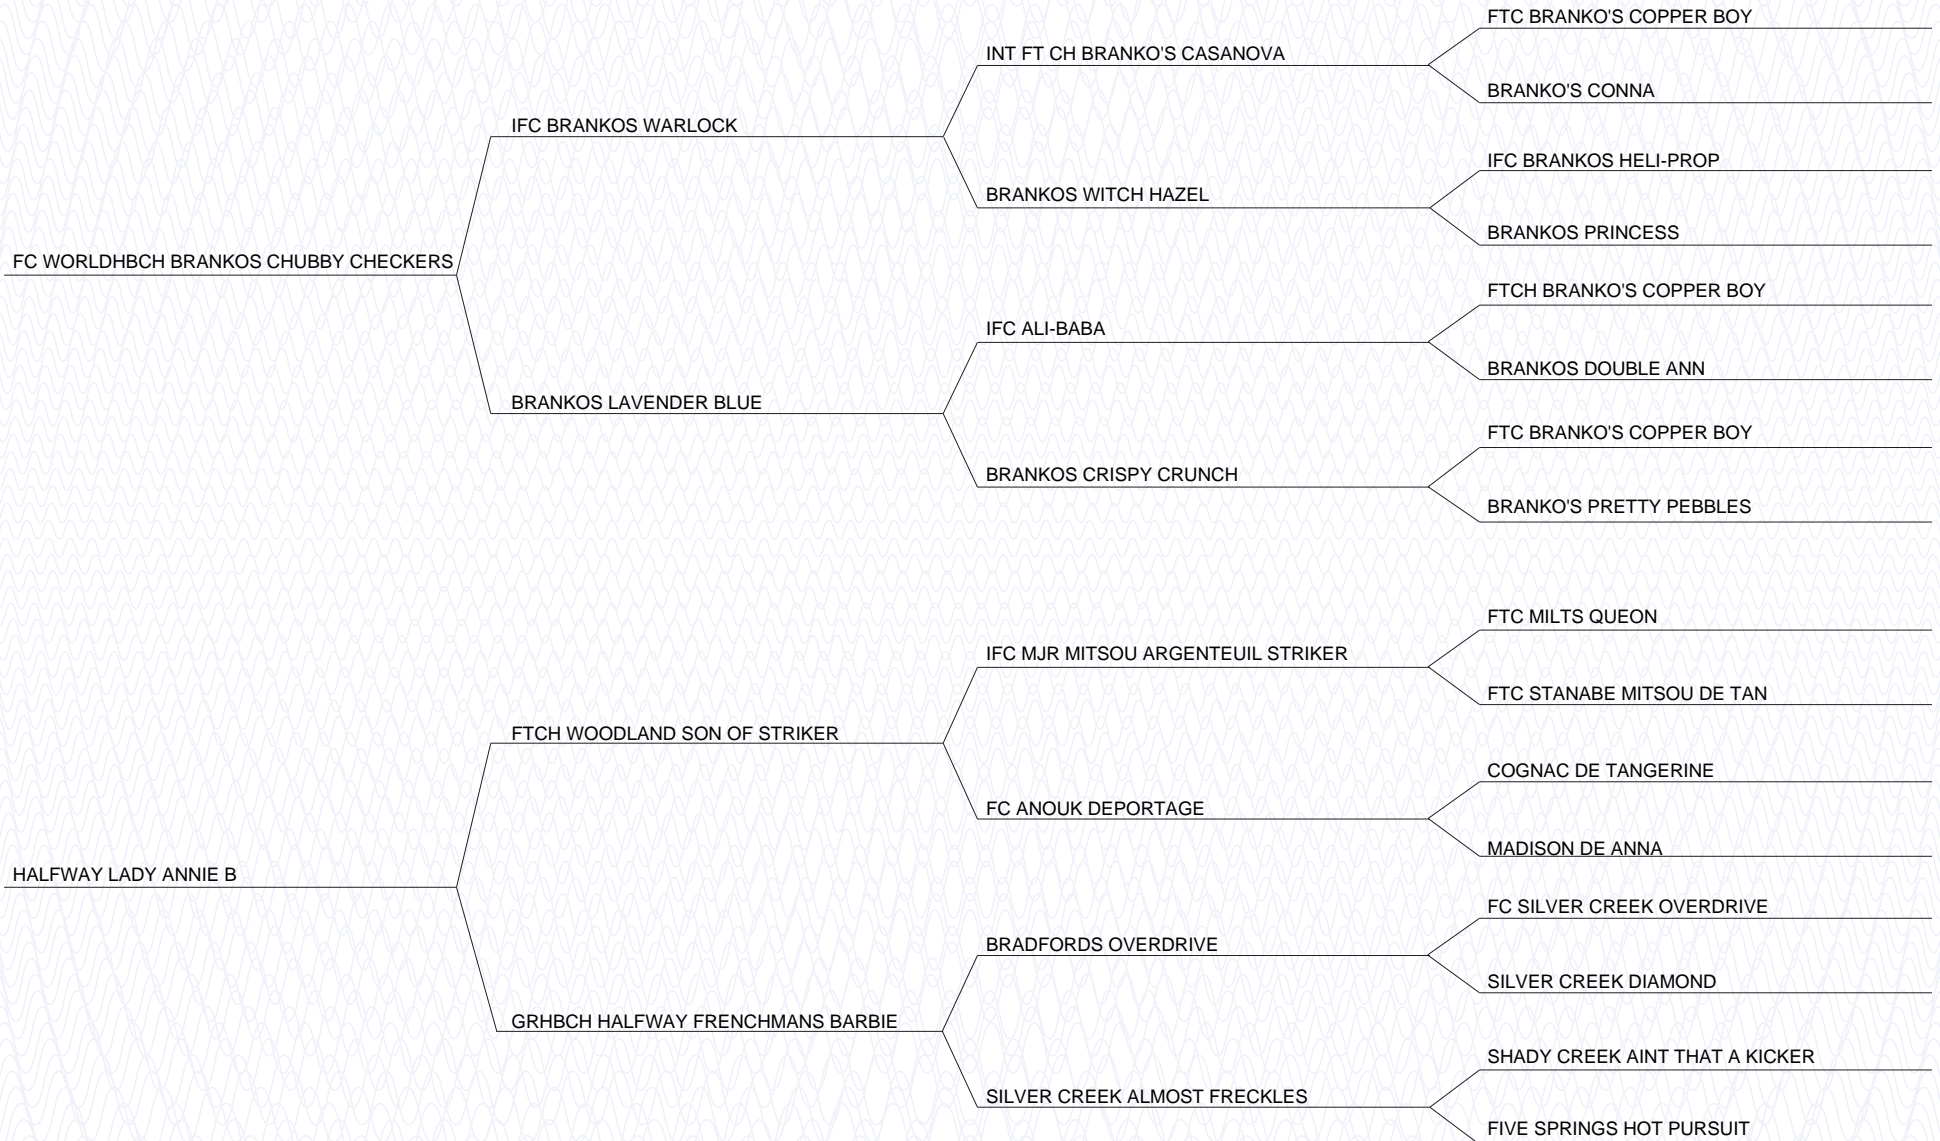 FTC BRANKO'S COPPER BOY
INT FT CH BRANKO'S CASANOVA
BRANKO'S CONNA
IFC BRANKOS WARLOCK
IFC BRANKOS HELI-PROP
BRANKOS WITCH HAZEL
BRANKOS PRINCESS
FC WORLDHBCH BRANKOS CHUBBY CHECKERS
FTCH BRANKO'S COPPER BOY
IFC ALI-BABA
BRANKOS DOUBLE ANN
BRANKOS LAVENDER BLUE
FTC BRANKO'S COPPER BOY
BRANKOS CRISPY CRUNCH
BRANKO'S PRETTY PEBBLES
FTC MILTS QUEON
IFC MJR MITSOU ARGENTEUIL STRIKER
FTC STANABE MITSOU DE TAN
FTCH WOODLAND SON OF STRIKER
COGNAC DE TANGERINE
FC ANOUK DEPORTAGE
MADISON DE ANNA
HALFWAY LADY ANNIE B
FC SILVER CREEK OVERDRIVE
BRADFORDS OVERDRIVE
SILVER CREEK DIAMOND
GRHBCH HALFWAY FRENCHMANS BARBIE
SHADY CREEK AINT THAT A KICKER
SILVER CREEK ALMOST FRECKLES
FIVE SPRINGS HOT PURSUIT